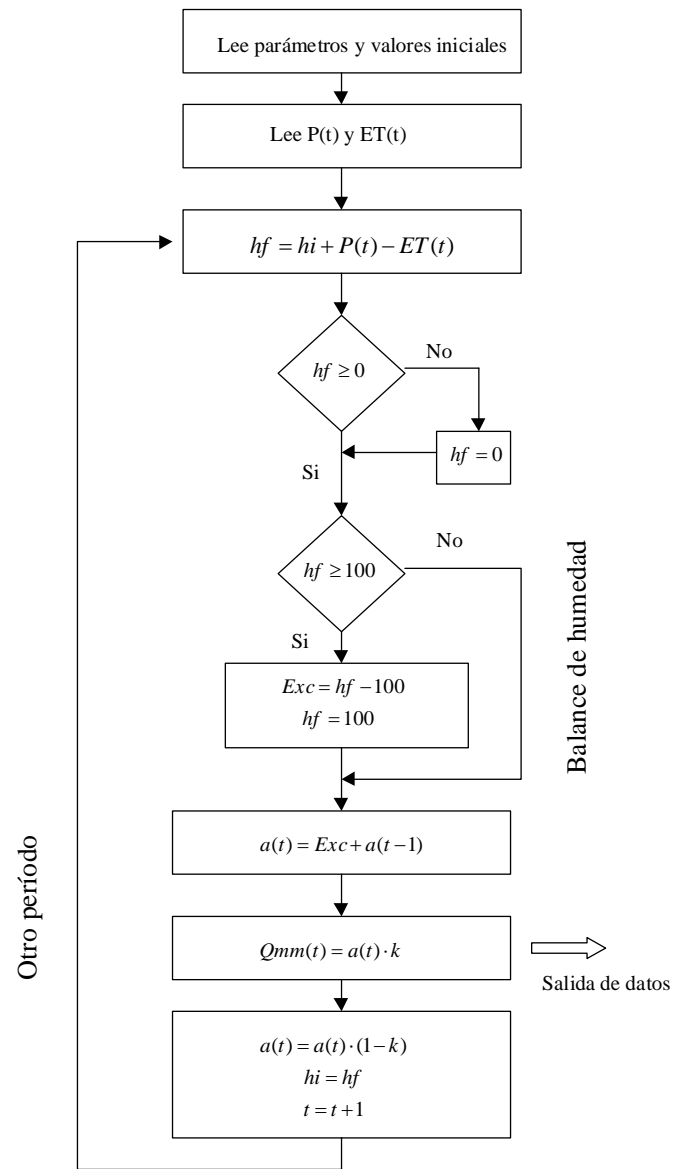 Lee parámetros y valores iniciales
Lee P(t) y ET(t)
hf = hi + P(t) − ET(t)
hf ≥ 0
No
hf = 0
Si
hf ≥ 100
No
Si
Exc = hf − 100
hf = 100
Balance de humedad
a(t) = Exc + a(t − 1)
Qmm(t) = a(t) · k
Salida de datos
a(t) = a(t) · (1 − k)
hi = hf
t = t + 1
Otro período